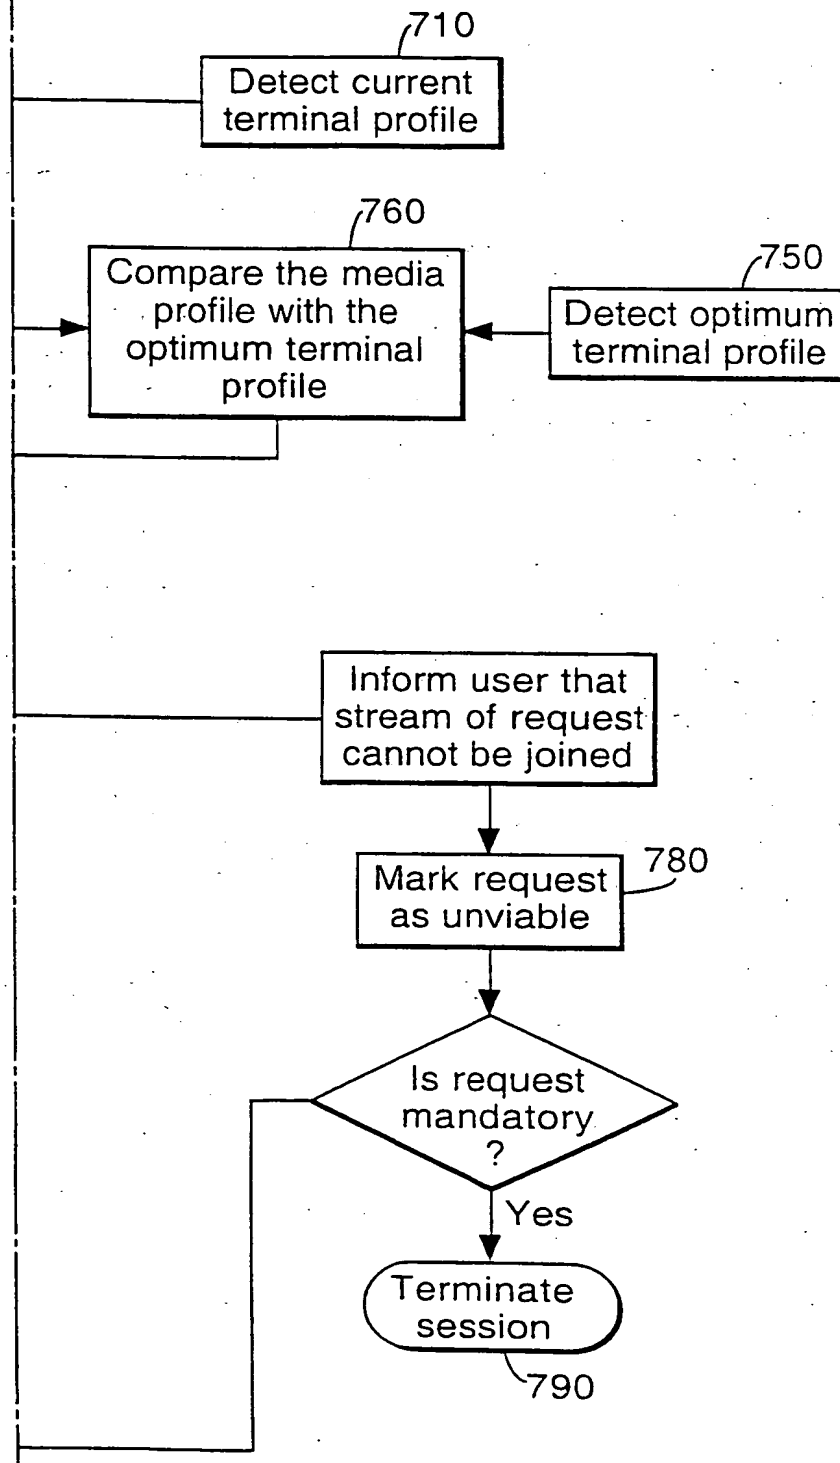 710
Detect current
terminal profile
760
Compare the media
profile with the
optimum terminal
profile
750
Detect optimum
terminal profile
Inform user that
stream of request
cannot be joined
780
Mark request
as unviable
Is request
mandatory
?
Yes
Terminate
session
790